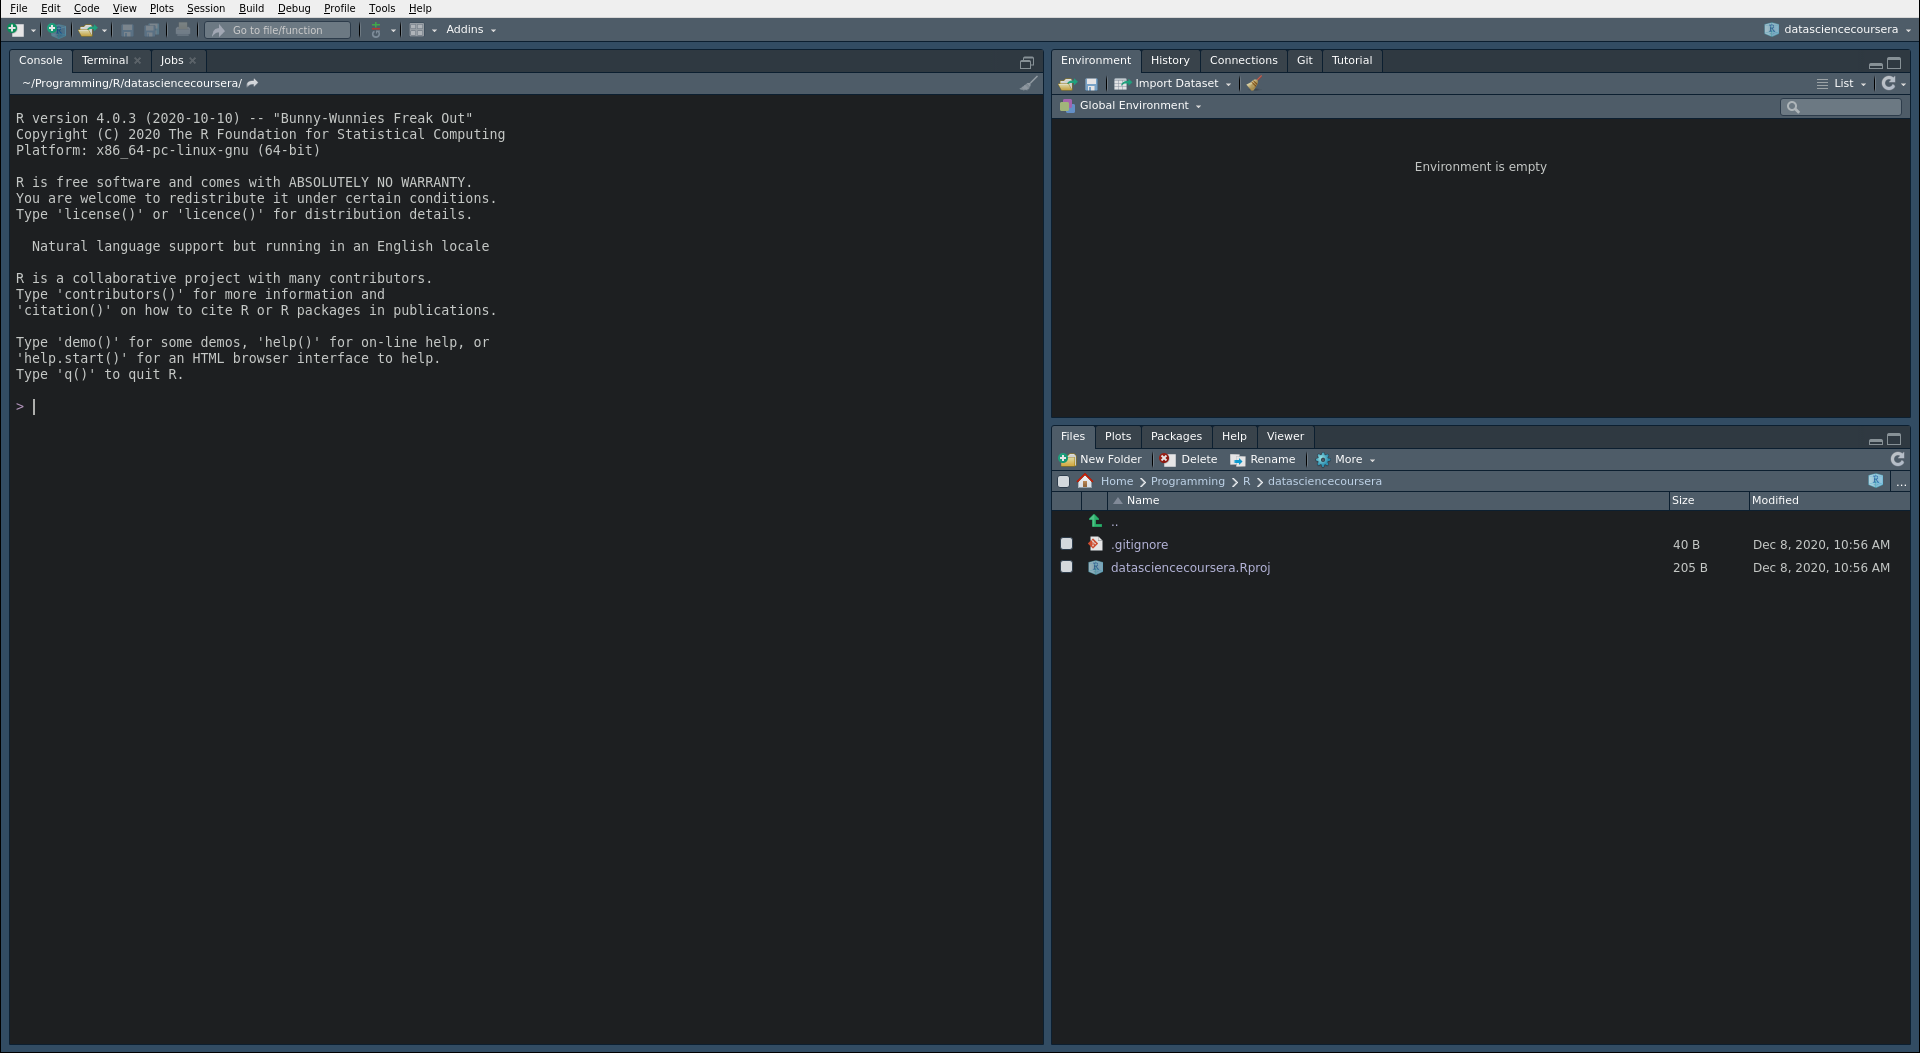 File Edit Code View Plots Session Build Debug Profile Tools Help
Go to file/function Addins datasciencecoursera
Console Terminal Jobs
~/Programming/R/datasciencecoursera/
R version 4.0.3 (2020-10-10) -- "Bunny-Wunnies Freak Out"
Copyright (C) 2020 The R Foundation for Statistical Computing
Platform: x86_64-pc-linux-gnu (64-bit)
R is free software and comes with ABSOLUTELY NO WARRANTY.
You are welcome to redistribute it under certain conditions.
Type 'license()' or 'licence()' for distribution details.
Natural language support but running in an English locale
R is a collaborative project with many contributors.
Type 'contributors()' for more information and
'citation()' on how to cite R or R packages in publications.
Type 'demo()' for some demos, 'help()' for on-line help, or
'help.start()' for an HTML browser interface to help.
Type 'q()' to quit R.
>
Environment History Connections Git Tutorial
Import Dataset List
Global Environment
Environment is empty
Files Plots Packages Help Viewer
New Folder Delete Rename More
Home Programming R datasciencecoursera ...
Name Size Modified
..
.gitignore 40 B Dec 8, 2020, 10:56 AM
datasciencecoursera.Rproj 205 B Dec 8, 2020, 10:56 AM